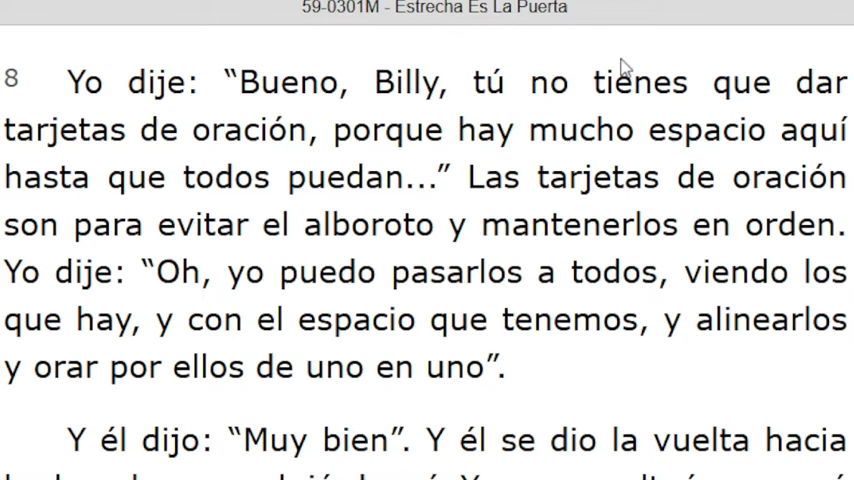 59-0301M - Estrecha Es La Puerta
8 Yo dije: “Bueno, Billy, tú no tienes que dar
tarjetas de oración, porque hay mucho espacio aquí
hasta que todos puedan...” Las tarjetas de oración
son para evitar el alboroto y mantenerlos en orden.
Yo dije: “Oh, yo puedo pasarlos a todos, viendo los
que hay, y con el espacio que tenemos, y alinearlos
y orar por ellos de uno en uno”.
Y él dijo: “Muy bien”. Y él se dio la vuelta hacia